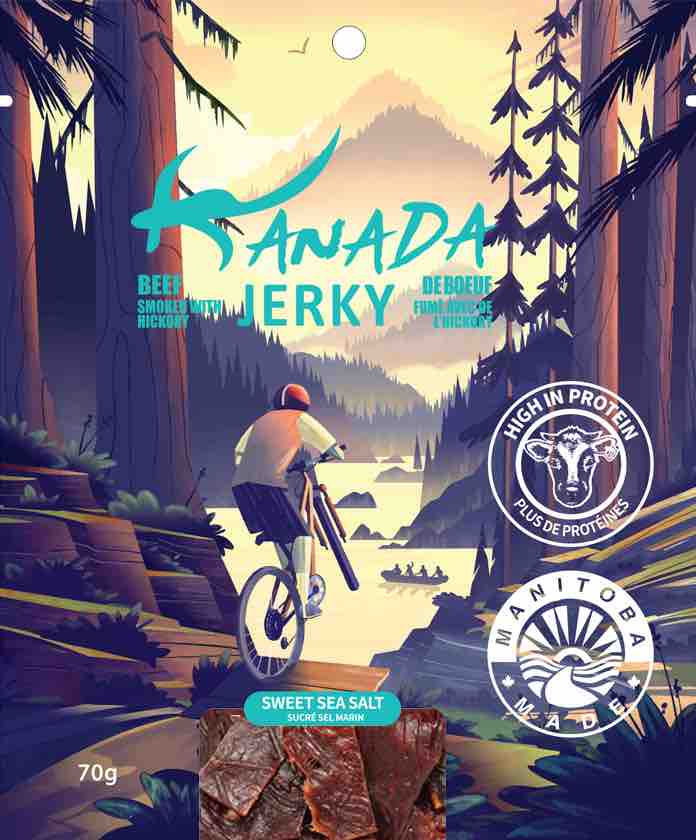 KANADA
JERKY
BEEF
SMOKED WITH
HICKORY
DE BOEUF
FUMÉ AVEC DE
L'HICKORY
HIGH IN PROTEIN
PLUS DE PROTÉINES
MANITOBA
MADE
SWEET SEA SALT
SUCRÉ SEL MARIN
70g